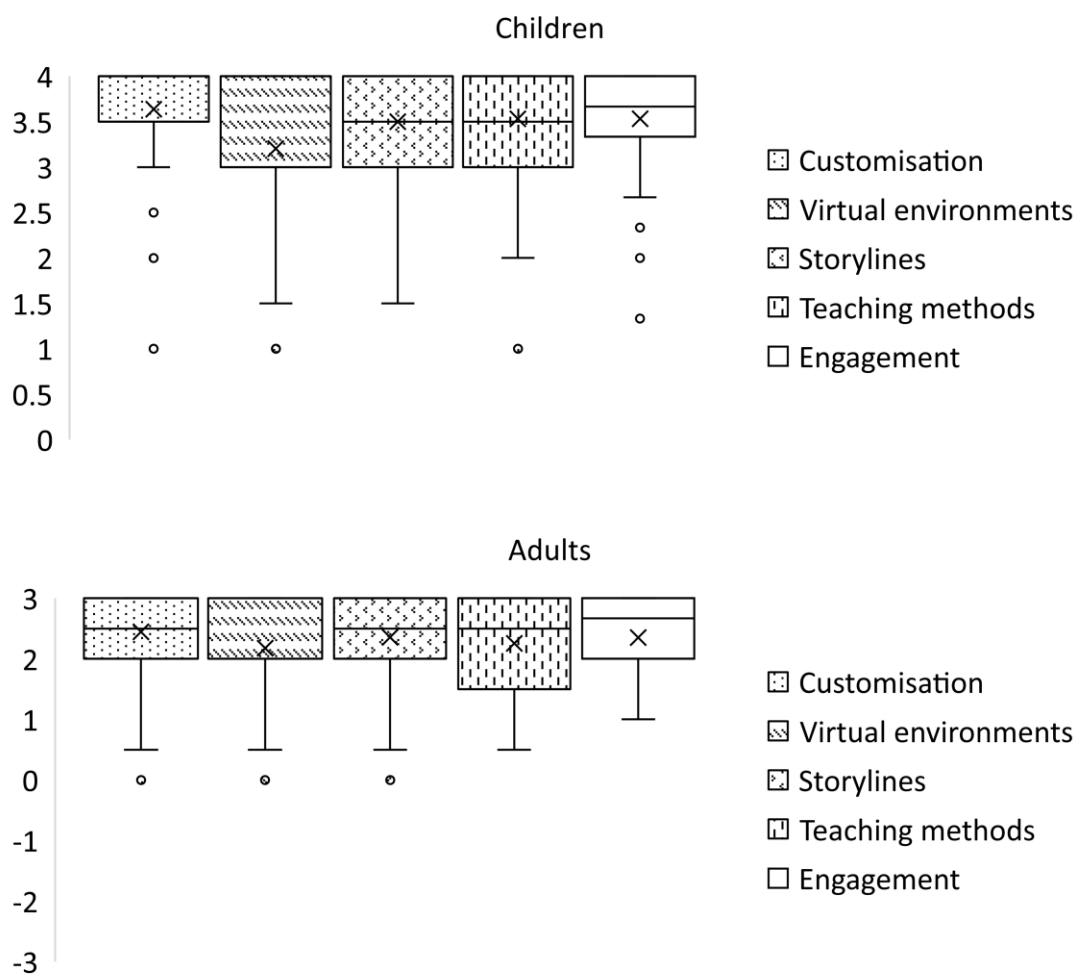 Children
4
3.5
3
2.5
2
1.5
1
0.5
0
Customisation
Virtual environments
Storylines
Teaching methods
Engagement
Adults
3
2
1
0
-1
-2
-3
Customisation
Virtual environments
Storylines
Teaching methods
Engagement